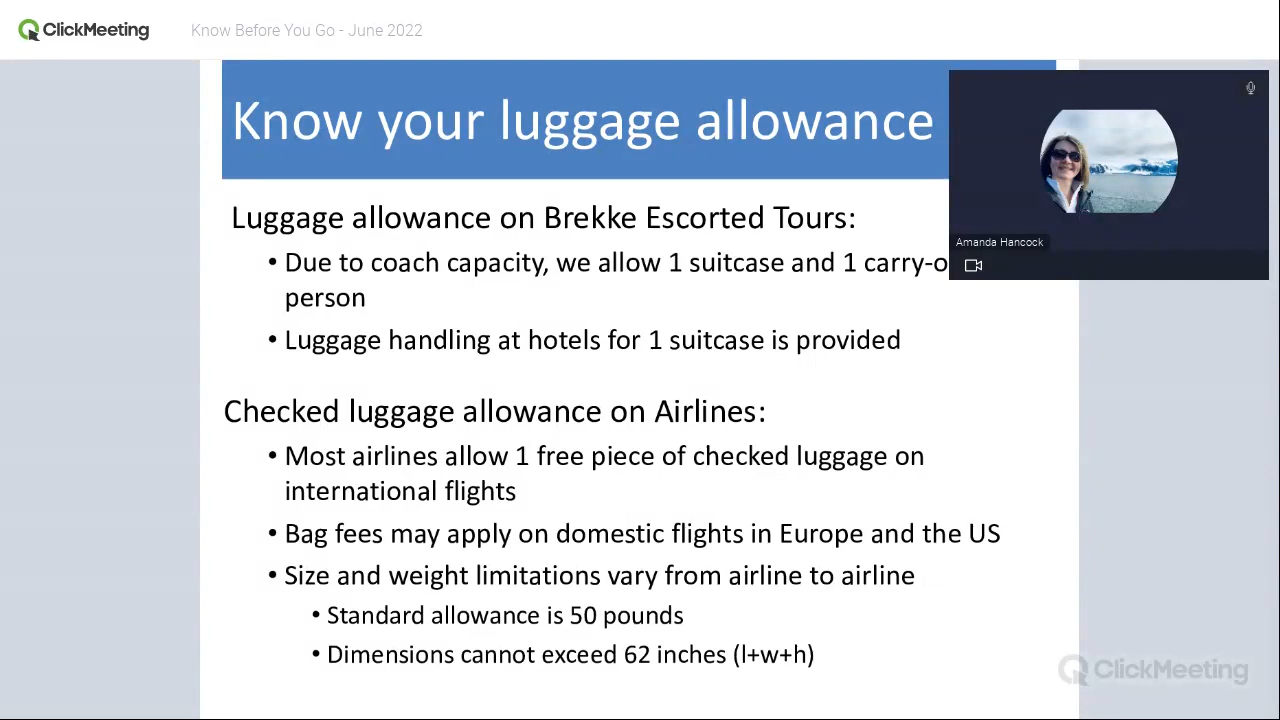 ClickMeeting
Know Before You Go - June 2022
Know your luggage allowance
Amanda Hancock
Luggage allowance on Brekke Escorted Tours:
• Due to coach capacity, we allow 1 suitcase and 1
person
• Luggage handling at hotels for 1 suitcase is provided
Checked luggage allowance on Airlines:
• Most airlines allow 1 free piece of checked luggage on
international flights
• Bag fees may apply on domestic flights in Europe and the US
• Size and weight limitations vary from airline to airline
• Standard allowance is 50 pounds
• Dimensions cannot exceed 62 inches (l+w+h)
ClickMeeting